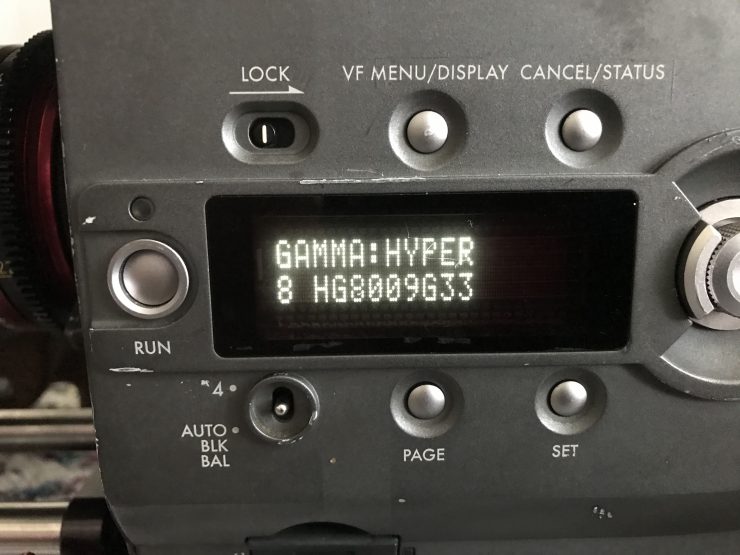 LOCK
VF MENU/DISPLAY
CANCEL/STATUS
GAMMA:HYPER
8 HG8009G33
RUN
4
AUTO
BLK
BAL
PAGE
SET